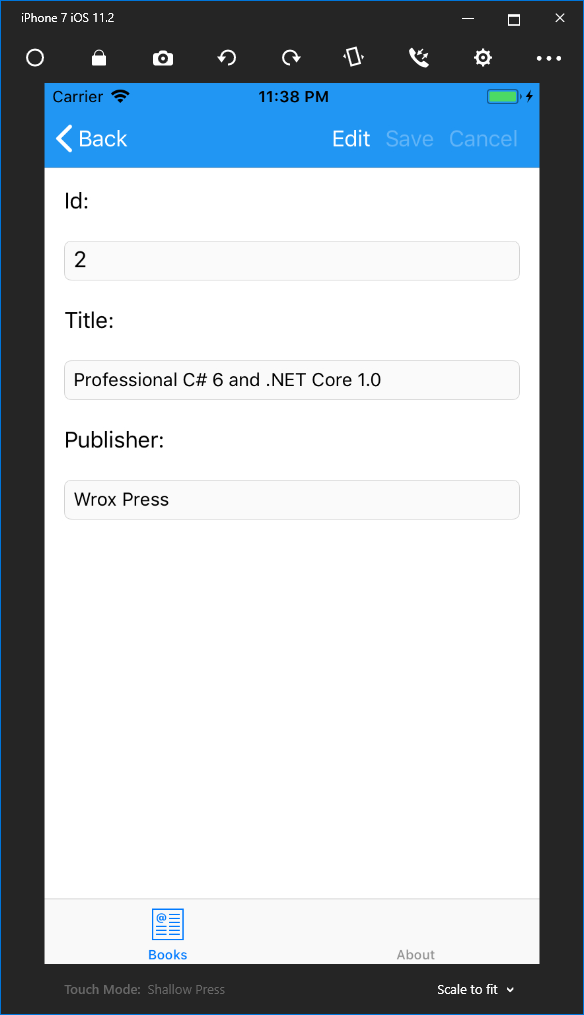 iPhone 7 iOS 11.2
Carrier 11:38 PM
Back Edit Save Cancel
Id:
2
Title:
Professional C# 6 and .NET Core 1.0
Publisher:
Wrox Press
Books About
Touch Mode: Shallow Press Scale to fit